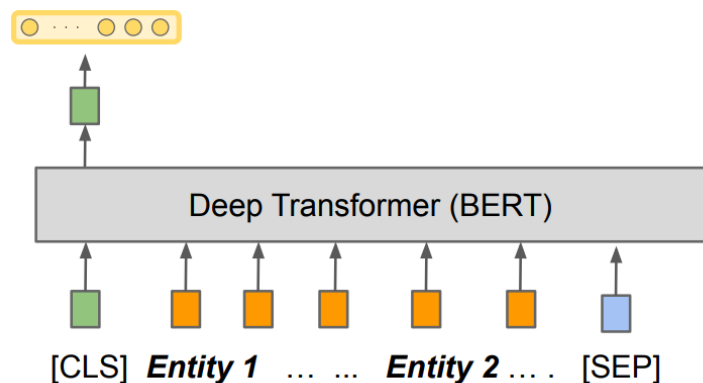 . . .
Deep Transformer (BERT)
[CLS] Entity 1 ... ... Entity 2 ... . [SEP]